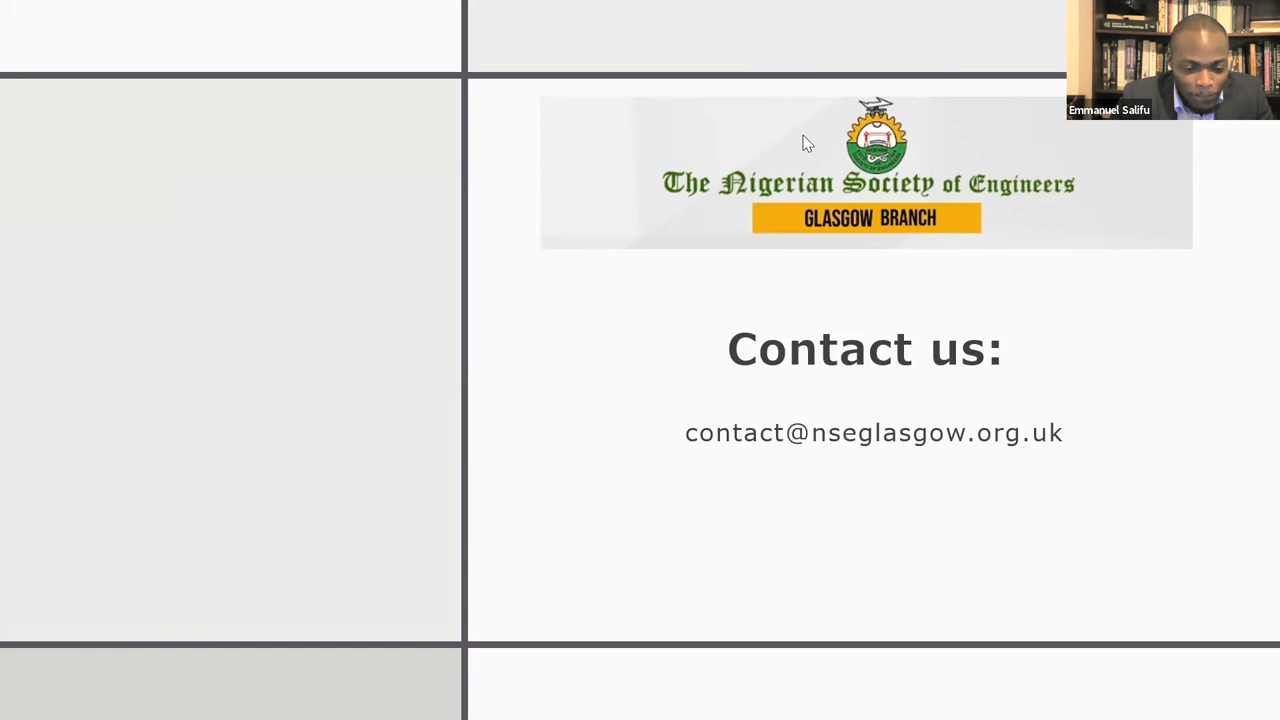 Emmanuel Salifu
The Nigerian Society of Engineers
GLASGOW BRANCH
Contact us:
contact@nseglasgow.org.uk